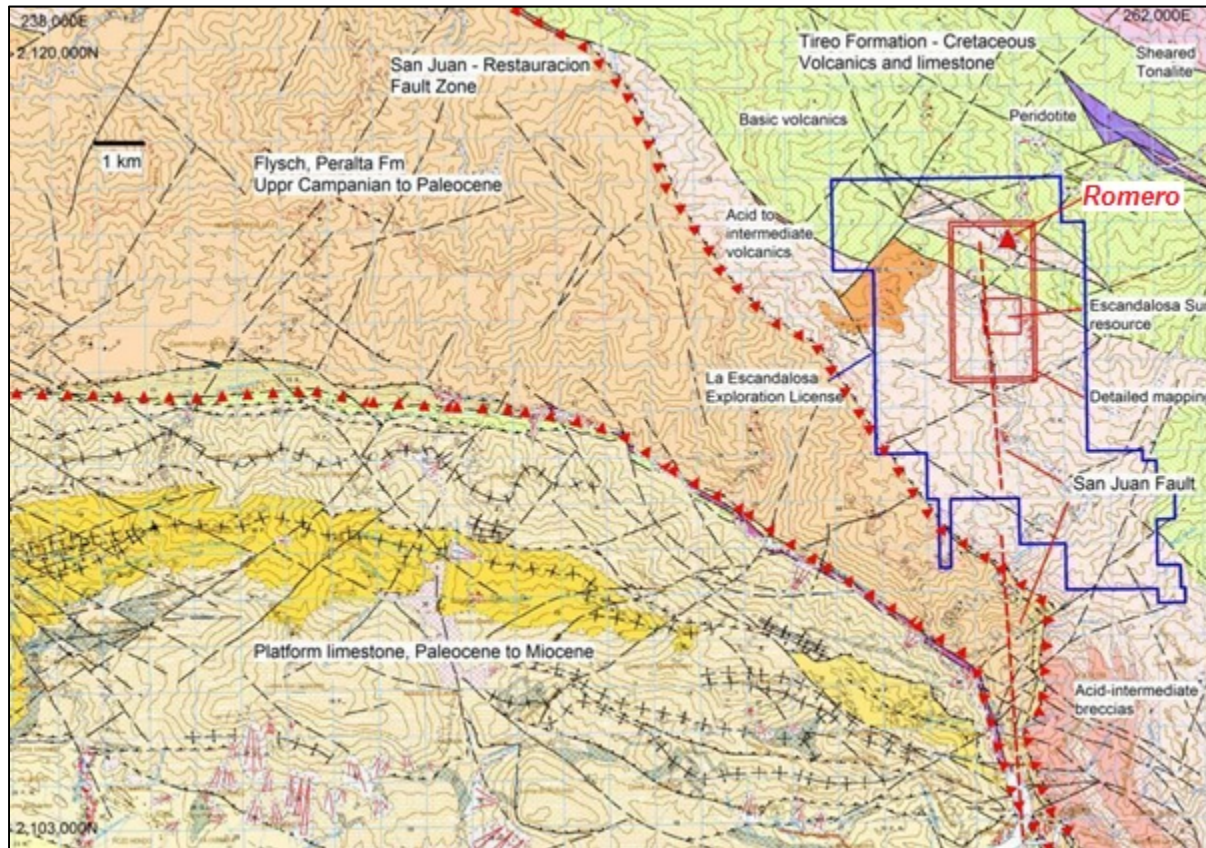 238,000E
262,000E
2,120,000N
San Juan - Restauracion
Fault Zone
Tireo Formation - Cretaceous
Volcanics and limestone
Sheared
Tonalite
Basic volcanics
Peridotite
1 km
Flysch, Peralta Fm
Uppr Campanian to Paleocene
Romero
Acid to
intermediate
volcanics
Escandalosa Sur
resource
La Escandalosa
Exploration License
Detailed mapping
San Juan Fault
Platform limestone, Paleocene to Miocene
Acid-intermediate
breccias
2,103,000N